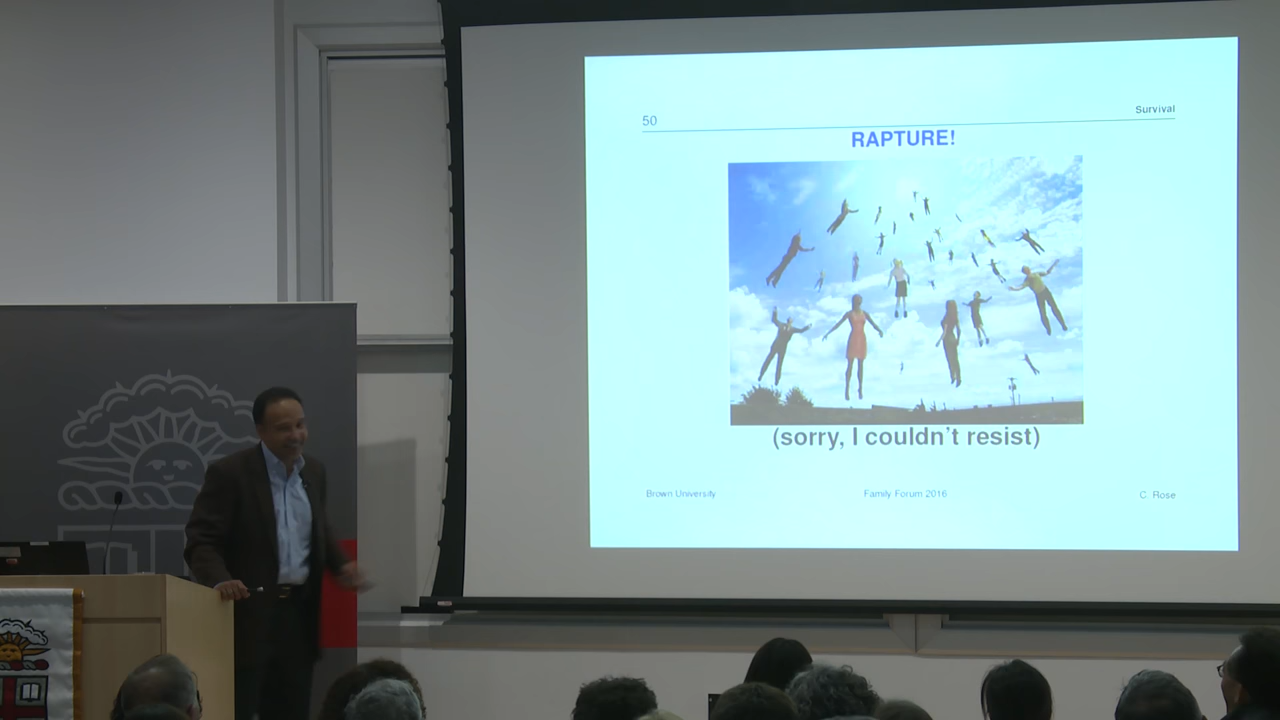 50
Survival
RAPTURE!
(sorry, I couldn't resist)
Brown University
Family Forum 2016
C. Rose